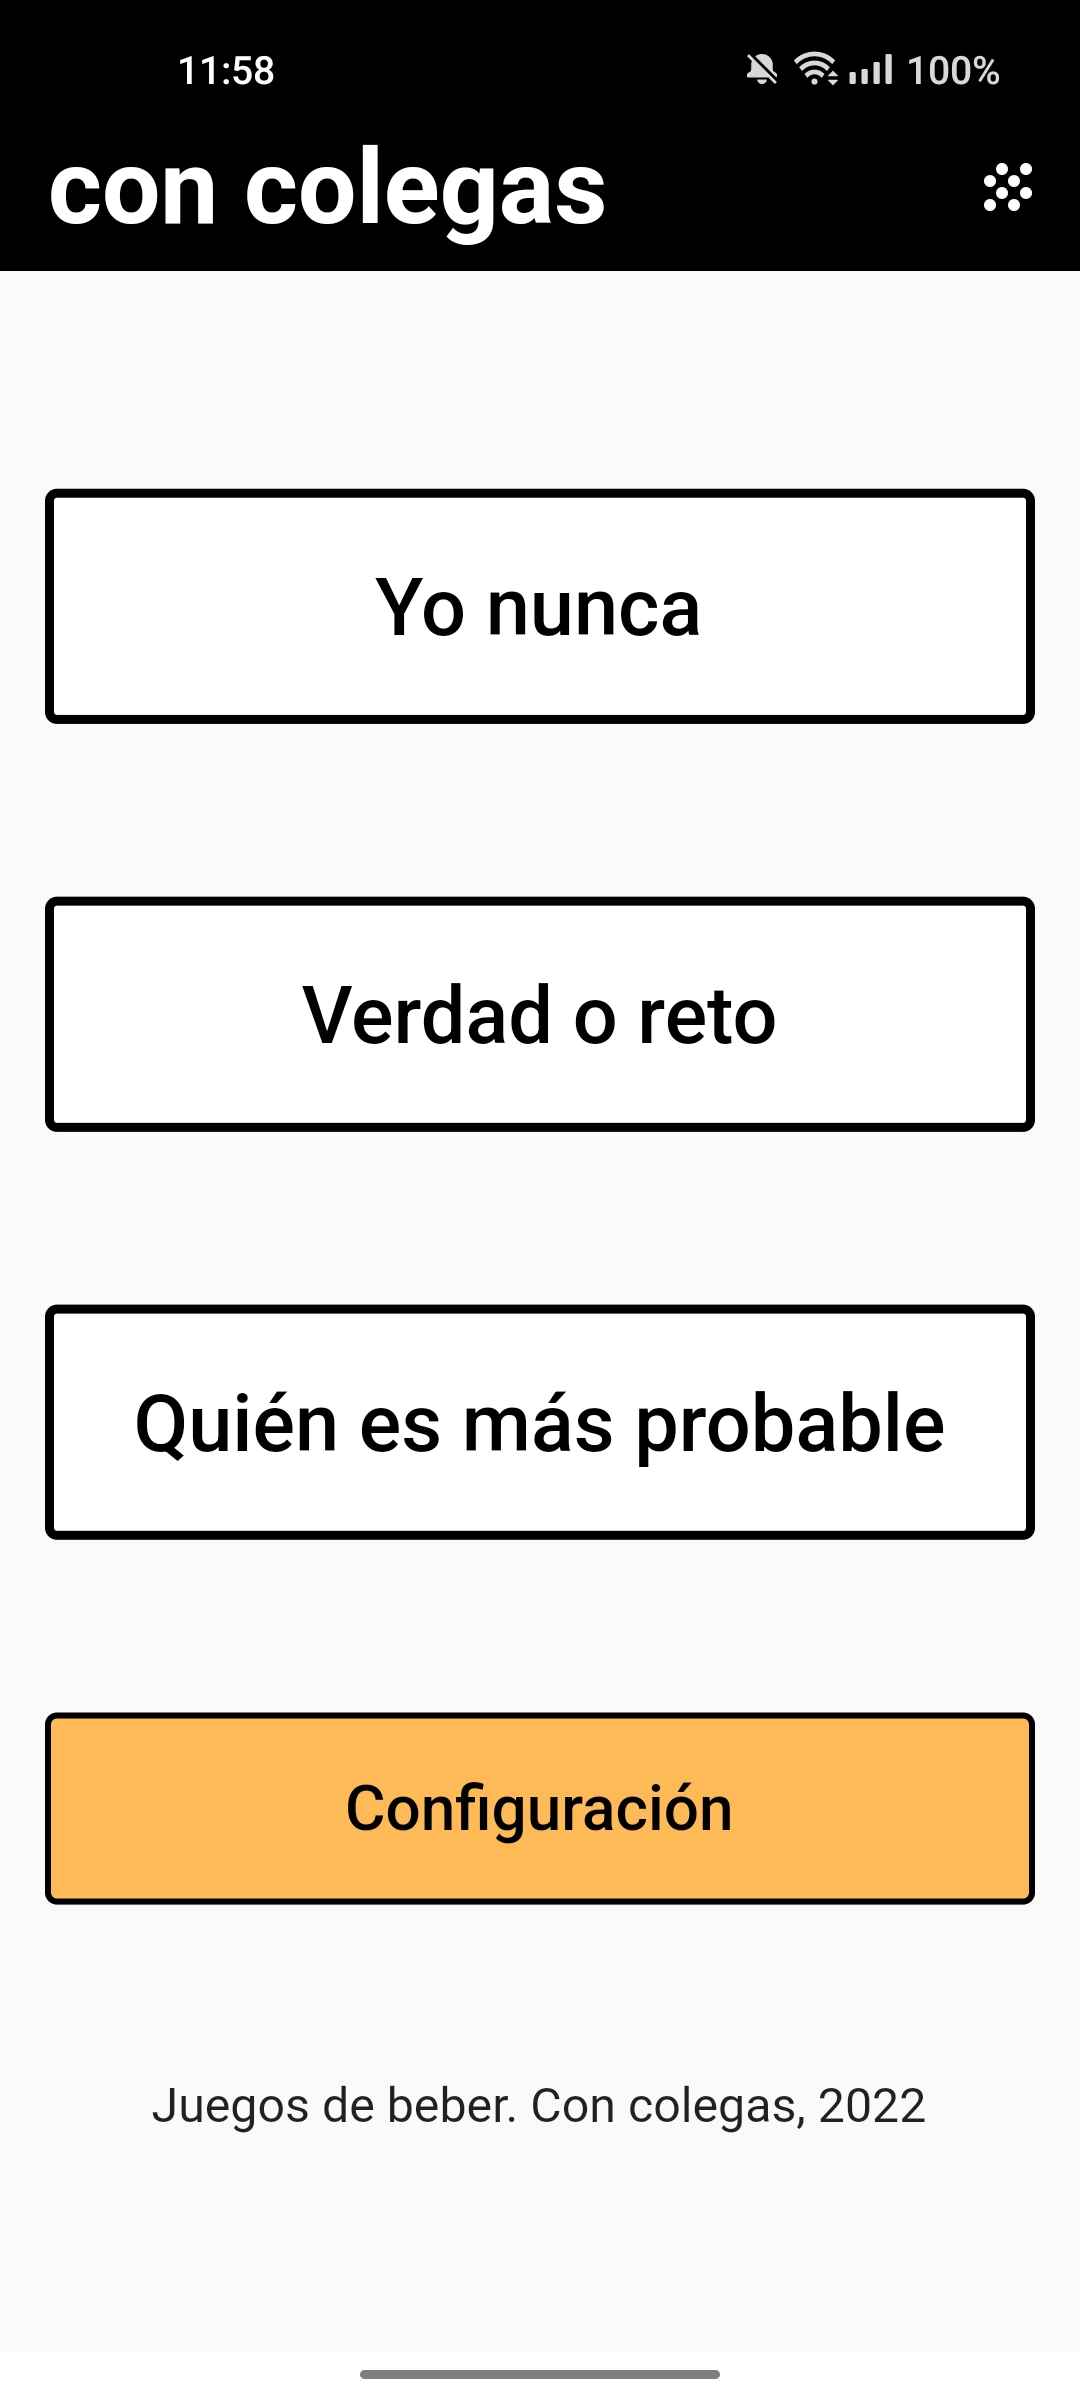 11:58
100%
con colegas
Yo nunca
Verdad o reto
Quién es más probable
Configuración
Juegos de beber. Con colegas, 2022